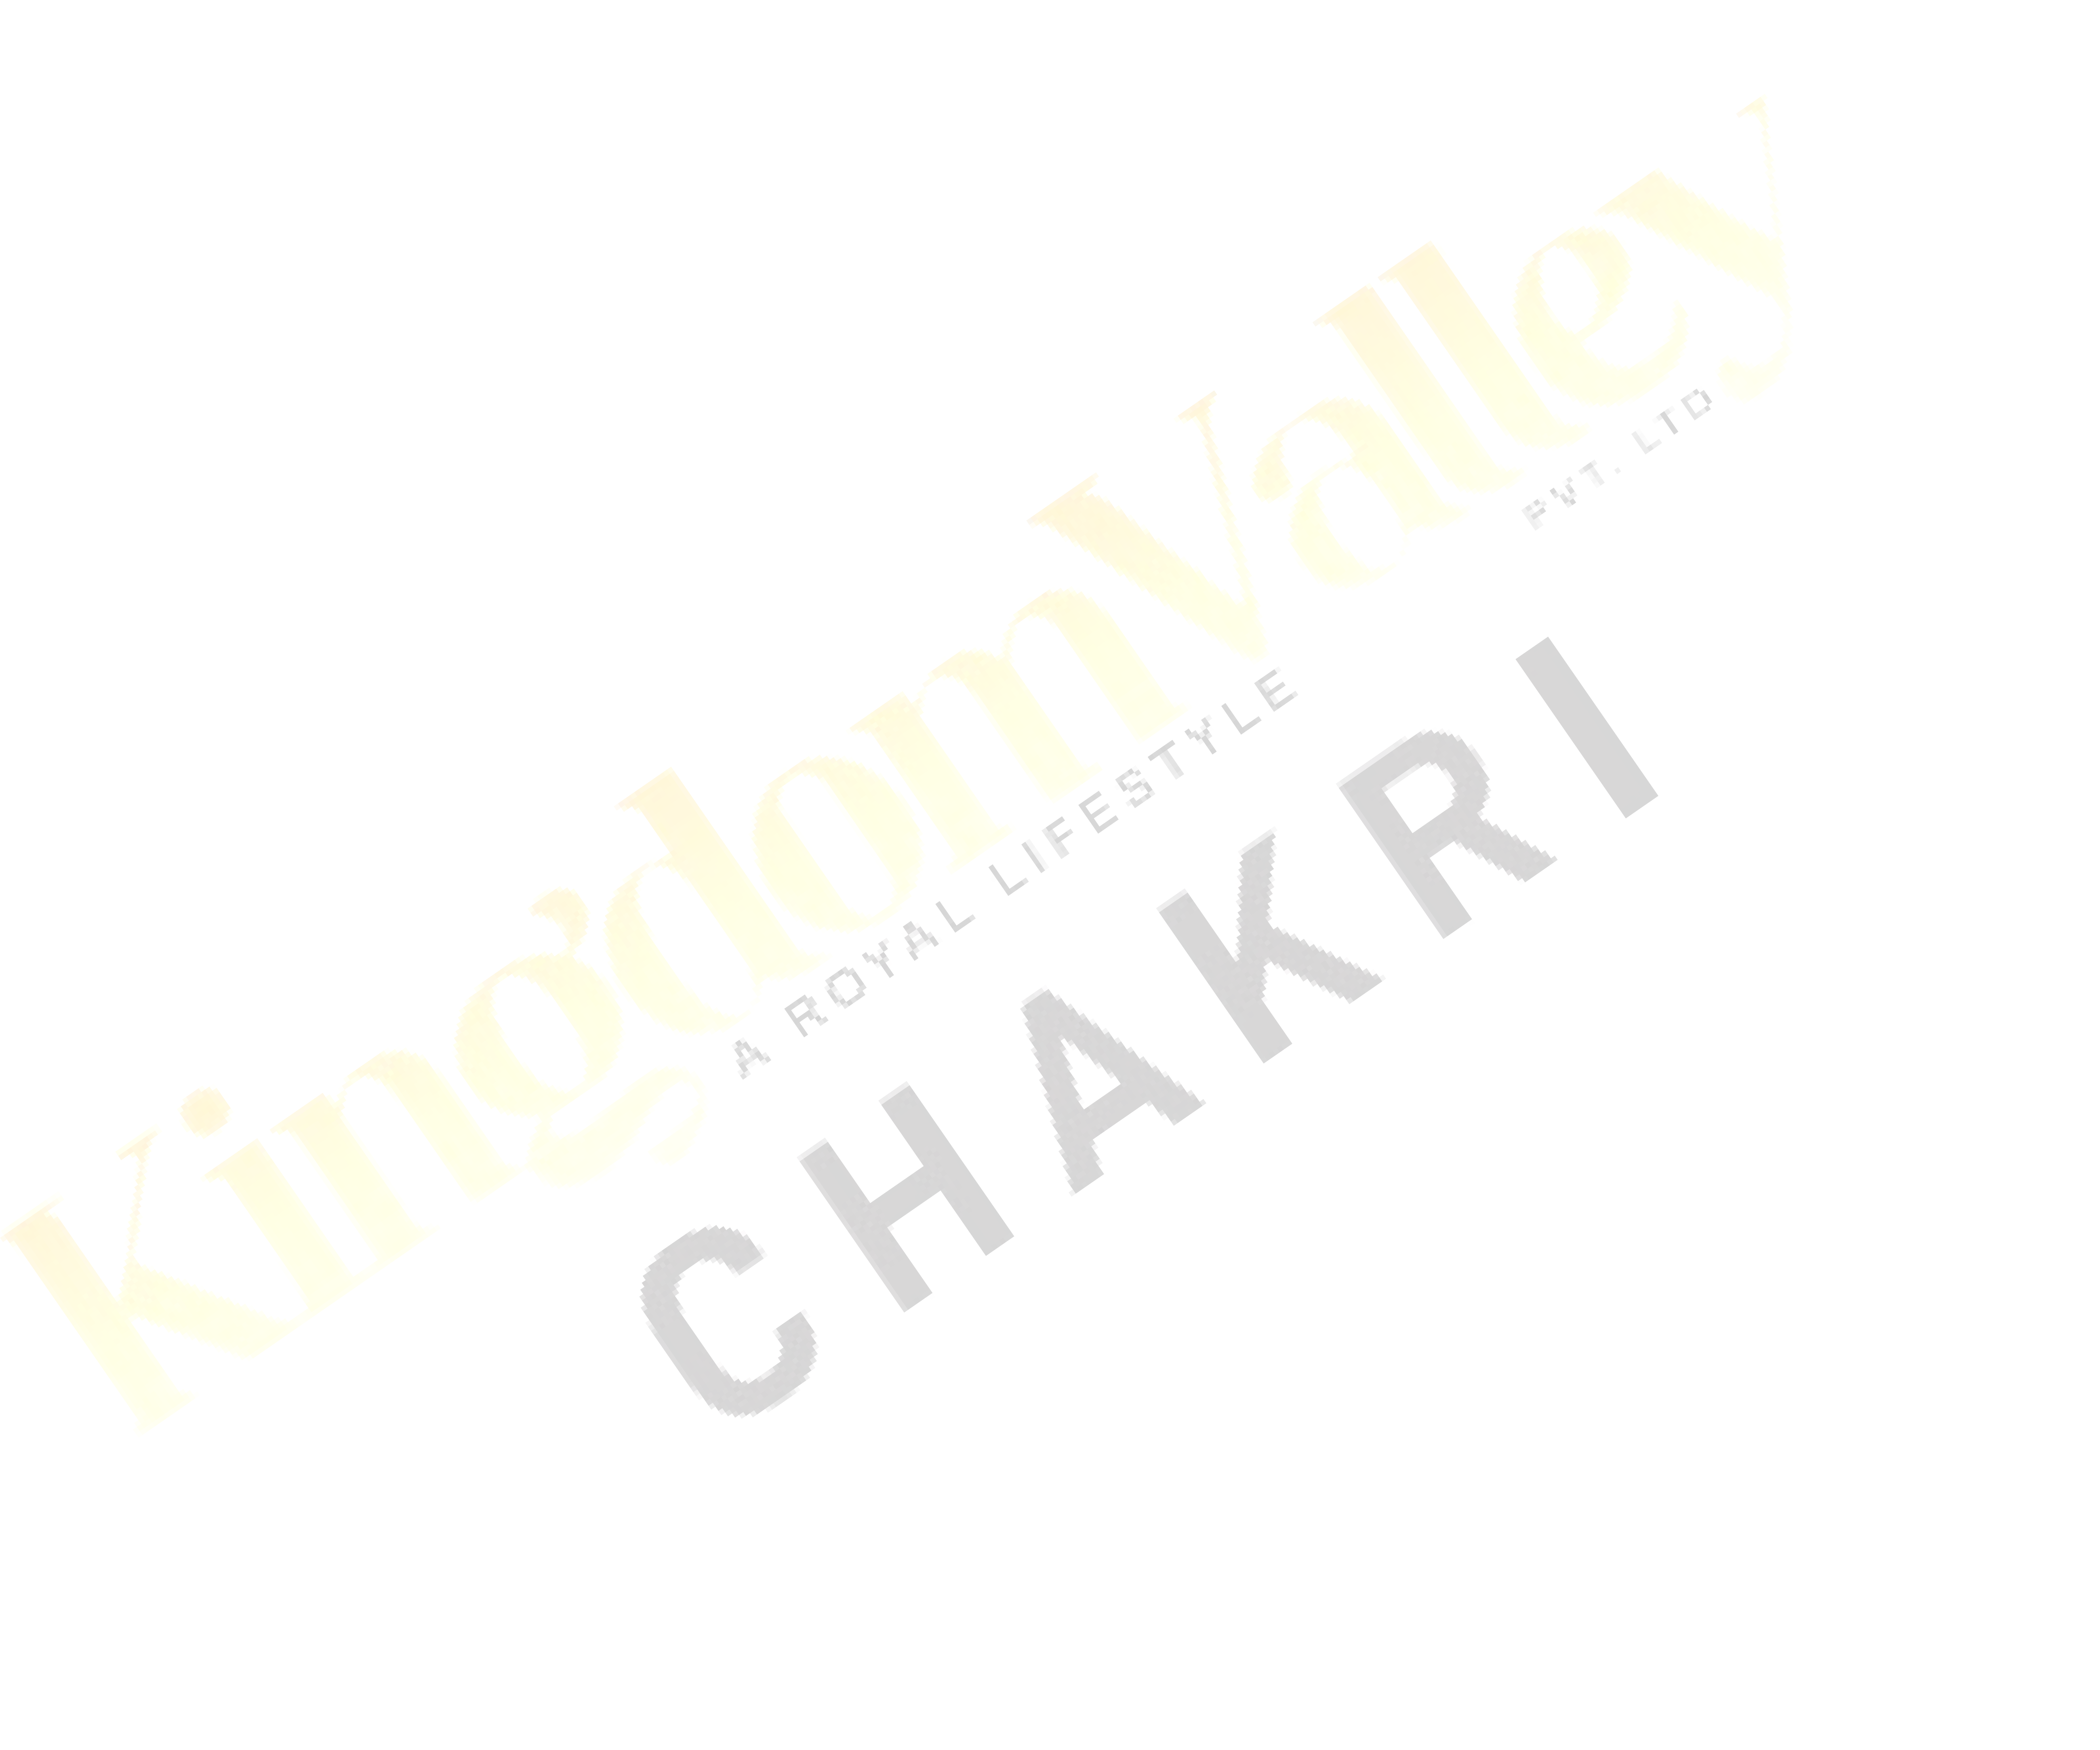 KingdomValley
PVT. LTD
A ROYAL LIFESTYLE
CHAKRI